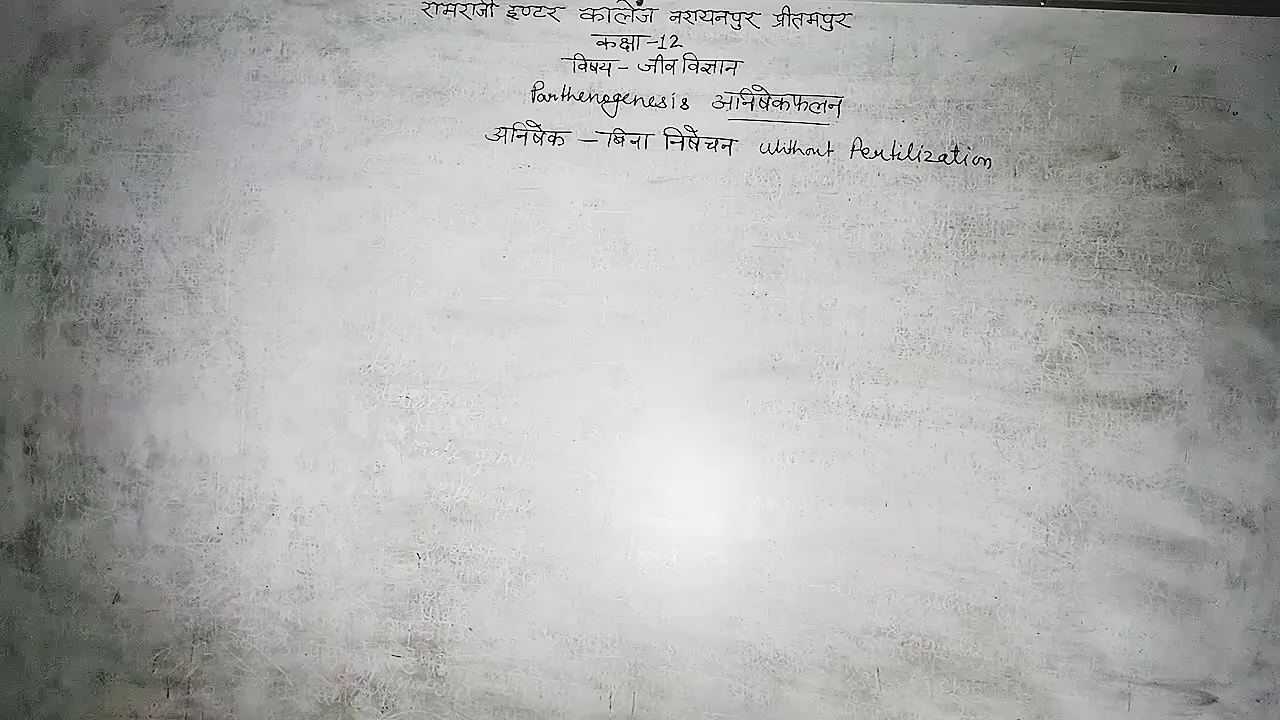 रामराजी इण्टर कालेज नरायनपुर प्रीतमपुर
कक्षा-12
विषय - जीव विज्ञान
Parthenogenesis अनिषेकफलन
अनिषेक - बिना निषेचन without Fertilization